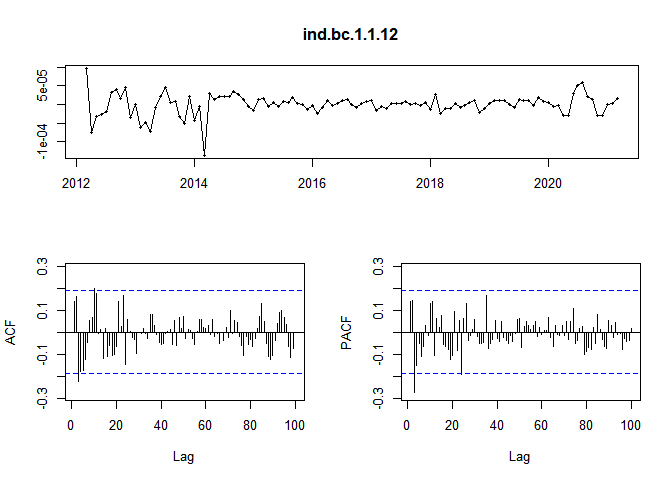 ind.bc.1.1.12
5e-05
-1e-04
2012 2014 2016 2018 2020
0.3 0.3
0.1 0.1
ACF PACF
-0.1 -0.1
-0.3 -0.3
0 20 40 60 80 100 0 20 40 60 80 100
Lag Lag